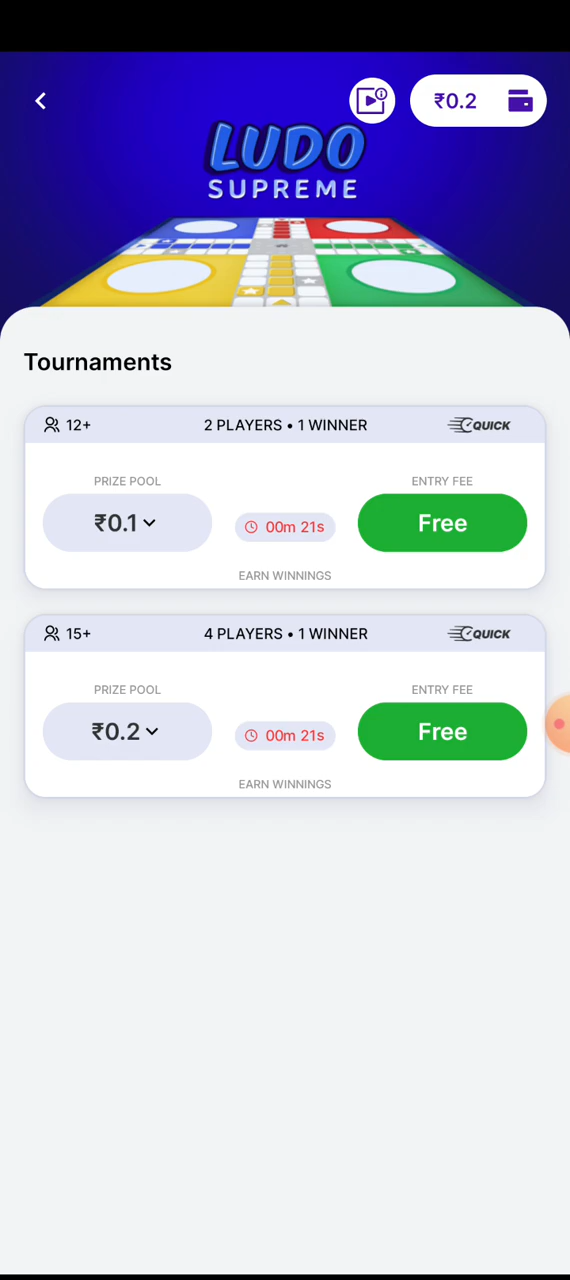 ₹0.2
LUDO
SUPREME
Tournaments
12+ 2 PLAYERS • 1 WINNER QUICK
PRIZE POOL ENTRY FEE
₹0.1 00m 21s Free
EARN WINNINGS
15+ 4 PLAYERS • 1 WINNER QUICK
PRIZE POOL ENTRY FEE
₹0.2 00m 21s Free
EARN WINNINGS